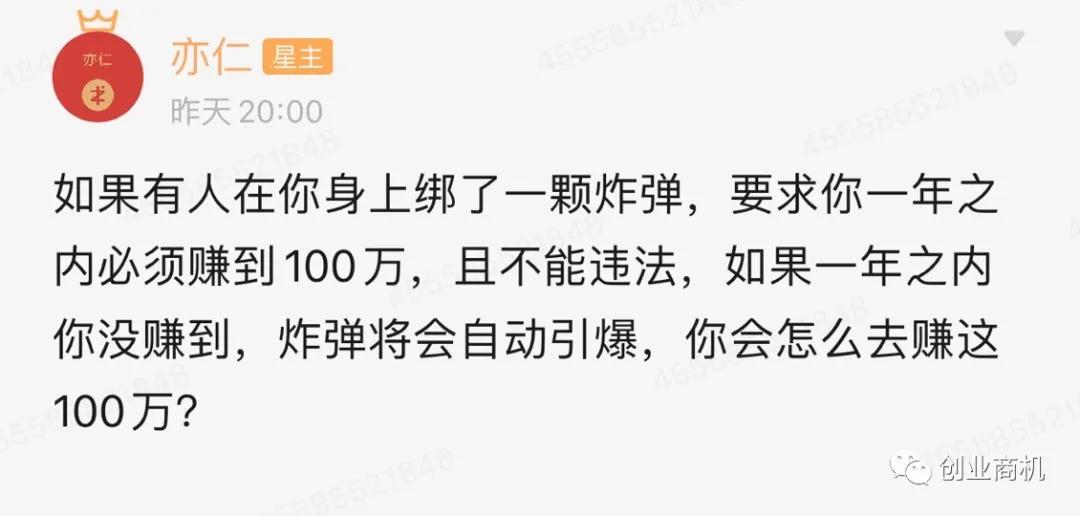 亦仁
亦仁 星主
昨天 20:00
如果有人在你身上绑了一颗炸弹，要求你一年之
内必须赚到100万，且不能违法，如果一年之内
你没赚到，炸弹将会自动引爆，你会怎么去赚这
100万？
创业商机
455585521848